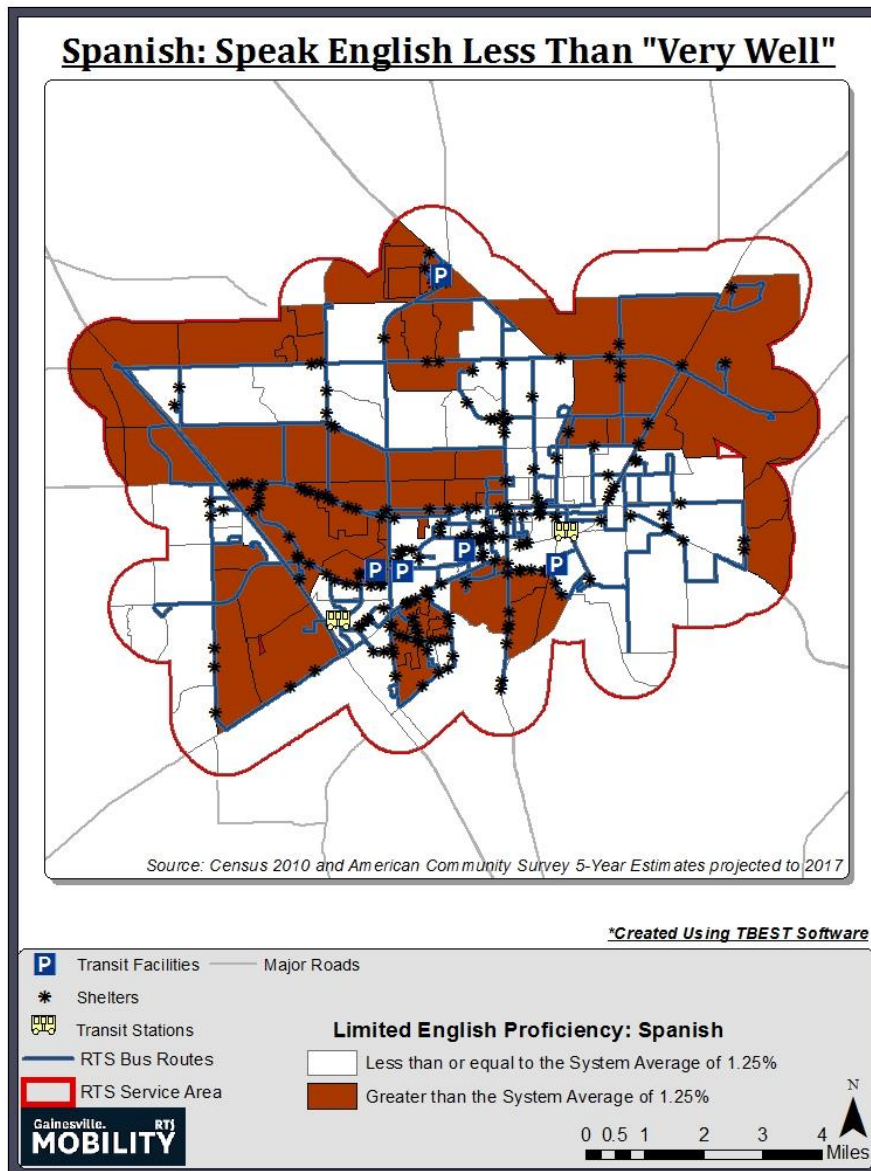 Spanish: Speak English Less Than "Very Well"
P
P
P
P
P
Source: Census 2010 and American Community Survey 5-Year Estimates projected to 2017
*Created Using TBEST Software
P Transit Facilities Major Roads
Shelters
Transit Stations
RTS Bus Routes
RTS Service Area
Limited English Proficiency: Spanish
Less than or equal to the System Average of 1.25%
Greater than the System Average of 1.25%
Gainesville. RTS
MOBILITY
N
0 0.5 1 2 3 4
Miles